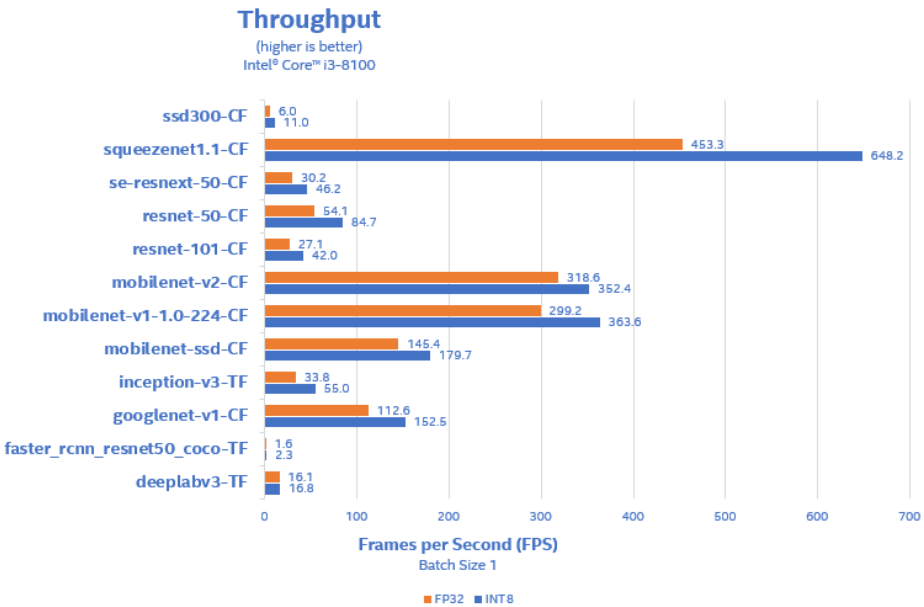 Throughput
(higher is better)
Intel® Core™ i3-8100
ssd300-CF 6.0
11.0
squeezenet1.1-CF 453.3
648.2
se-resnext-50-CF 30.2
46.2
resnet-50-CF 54.1
84.7
resnet-101-CF 27.1
42.0
mobilenet-v2-CF 318.6
352.4
mobilenet-v1-1.0-224-CF 299.2
363.6
mobilenet-ssd-CF 145.4
179.7
inception-v3-TF 33.8
55.0
googlenet-v1-CF 112.6
152.5
faster_rcnn_resnet50_coco-TF 1.6
2.3
deeplabv3-TF 16.1
16.8
0 100 200 300 400 500 600 700
Frames per Second (FPS)
Batch Size 1
FP32 INT8